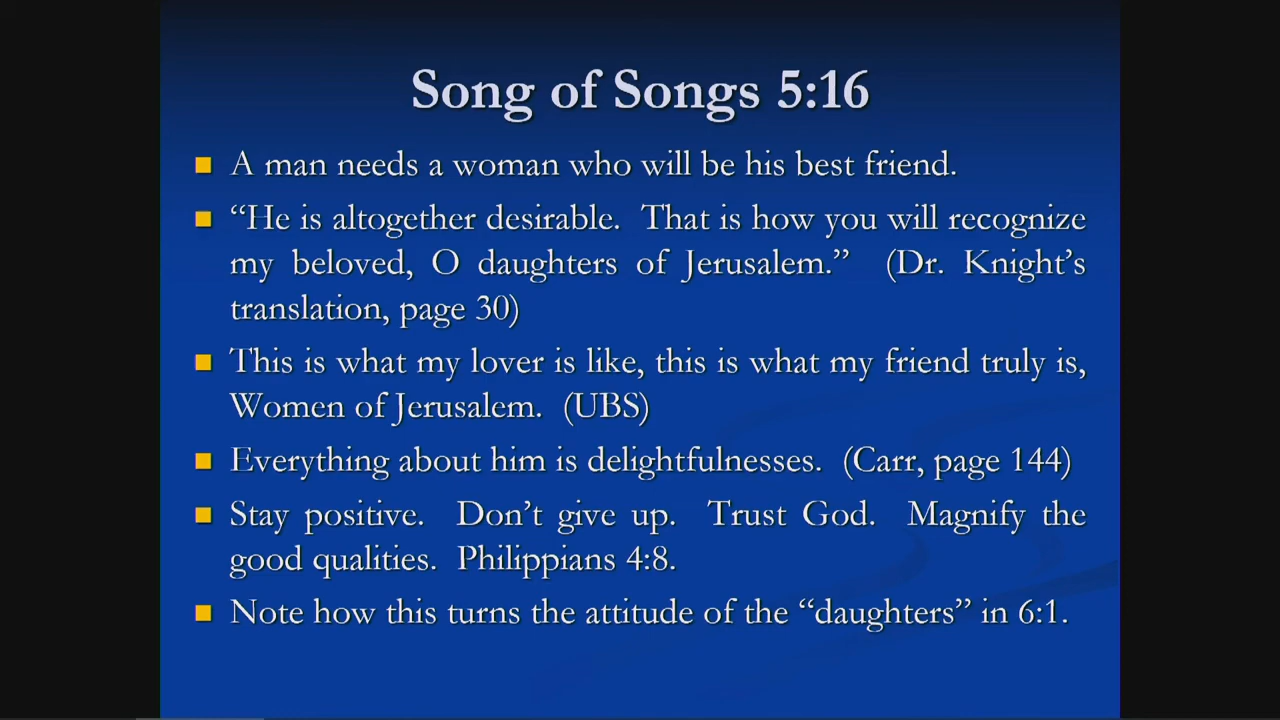 Song of Songs 5:16
A man needs a woman who will be his best friend.
“He is altogether desirable. That is how you will recognize
my beloved, O daughters of Jerusalem.” (Dr. Knight’s
translation, page 30)
This is what my lover is like, this is what my friend truly is,
Women of Jerusalem. (UBS)
Everything about him is delightfulnesses. (Carr, page 144)
Stay positive. Don’t give up. Trust God. Magnify the
good qualities. Philippians 4:8.
Note how this turns the attitude of the “daughters” in 6:1.